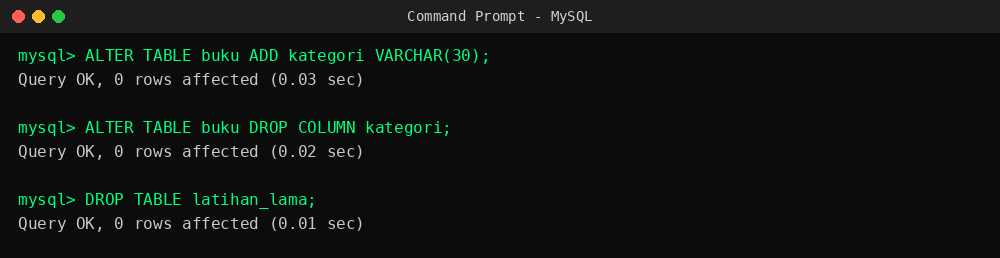 Command Prompt - MySQL
mysql> ALTER TABLE buku ADD kategori VARCHAR(30);
Query OK, 0 rows affected (0.03 sec)
mysql> ALTER TABLE buku DROP COLUMN kategori;
Query OK, 0 rows affected (0.02 sec)
mysql> DROP TABLE latihan_lama;
Query OK, 0 rows affected (0.01 sec)